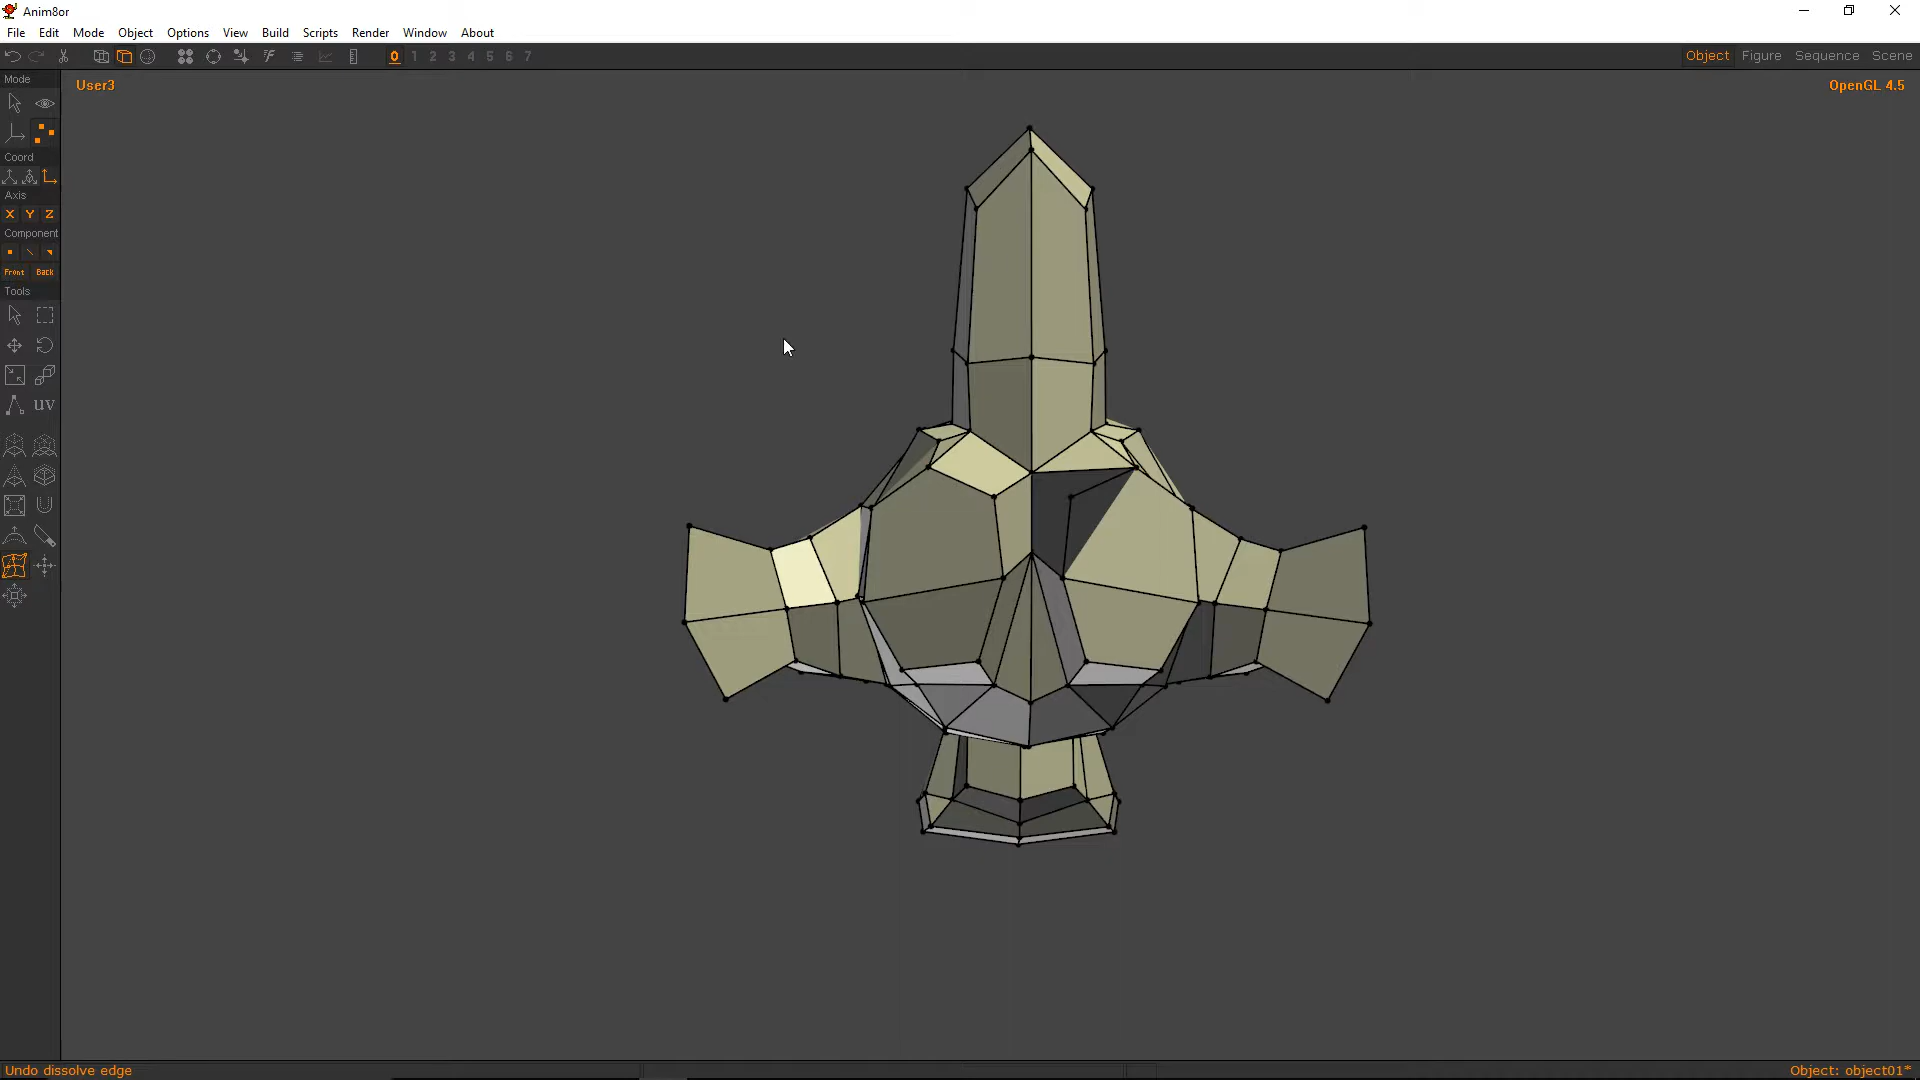 Anim8or
File Edit Mode Object Options View Build Scripts Render Window About
0 1 2 3 4 5 6 7
Object Figure Sequence Scene
Mode
User3
OpenGL 4.5
Coord
Axis
X Y Z
Component
Front Back
Tools
UV
Undo dissolve edge
Object: object01*